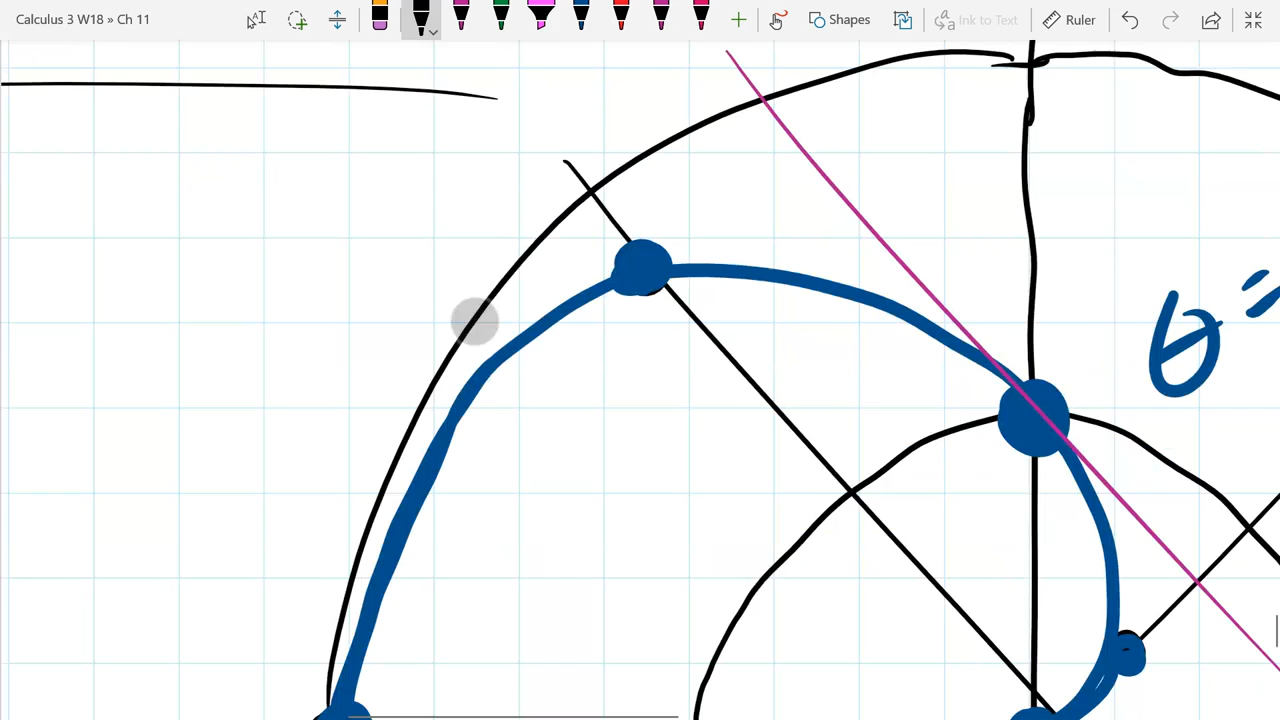 Calculus 3 W18 » Ch 11
Shapes
Ink to Text
Ruler
θ =